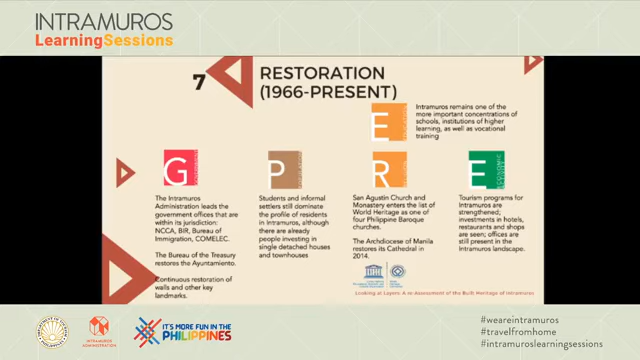 INTRAMUROS
LearningSessions
7
RESTORATION
(1966-PRESENT)
E
EDUCATION
Intramuros remains one of the
more important concentrations of
schools, institutions of higher
learning, as well as vocational
training
G
P
R
E
The Intramuros
Administration leads the
government offices that are
within its jurisdiction:
NCCA, BIR, Bureau of
Immigration, COMELEC.
The Bureau of the Treasury
restores the Ayuntamiento.
Continuous restoration of
walls and other key
landmarks.
Students and informal
settlers still dominate
the profile of residents
in Intramuros, although
there are already
people investing in
single detached houses
and townhouses
San Agustin Church and
Monastery enters the list of
World Heritage as one of
four Philippine Baroque
churches.
The Archdiocese of Manila
restores its Cathedral in
2014.
Tourism programs for
Intramuros are
strengthened;
investments in hotels,
restaurants and shops
are seen; offices are
still present in the
Intramuros landscape.
Looking at Layers: A re-Assessment of the Built Heritage of Intramuros
INTRAMUROS
ADMINISTRATION
IT'S MORE FUN IN THE
PHILIPPINES
#weareintramuros
#travelfromhome
#intramuroslearningsessions